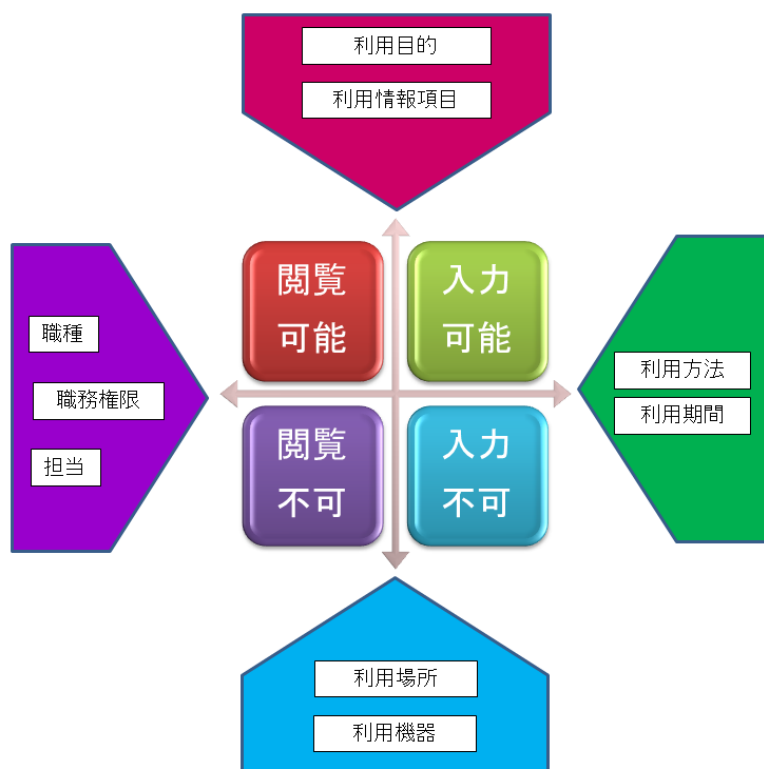 利用目的
利用情報項目
閲覧
可能
入力
可能
職種
職務権限
担当
利用方法
利用期間
閲覧
不可
入力
不可
利用場所
利用機器